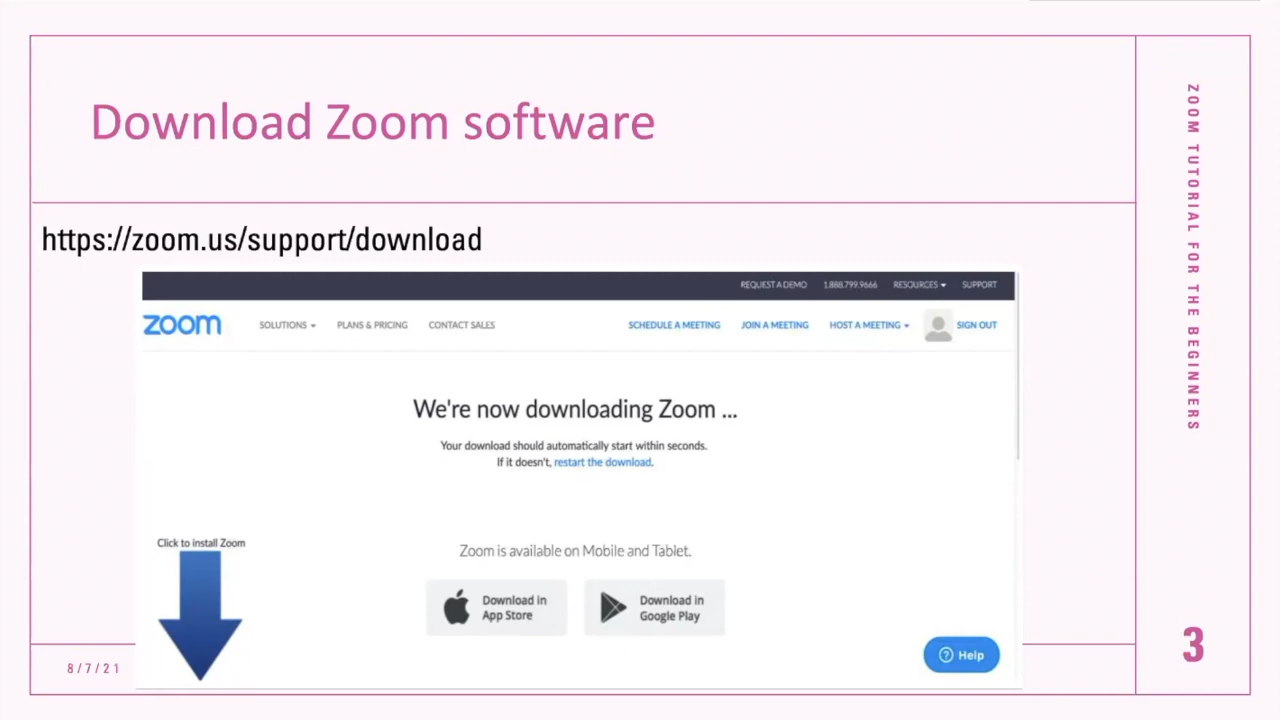 Download Zoom software
https://zoom.us/support/download
REQUEST A DEMO 1.888.799.9666 RESOURCES SUPPORT
zoom SOLUTIONS PLANS & PRICING CONTACT SALES SCHEDULE A MEETING JOIN A MEETING HOST A MEETING SIGN OUT
We're now downloading Zoom ...
Your download should automatically start within seconds.
If it doesn't, restart the download.
Click to install Zoom
Zoom is available on Mobile and Tablet.
Download in
App Store
Download in
Google Play
Help
8/7/21
ZOOM TUTORIAL FOR THE BEGINNERS
3